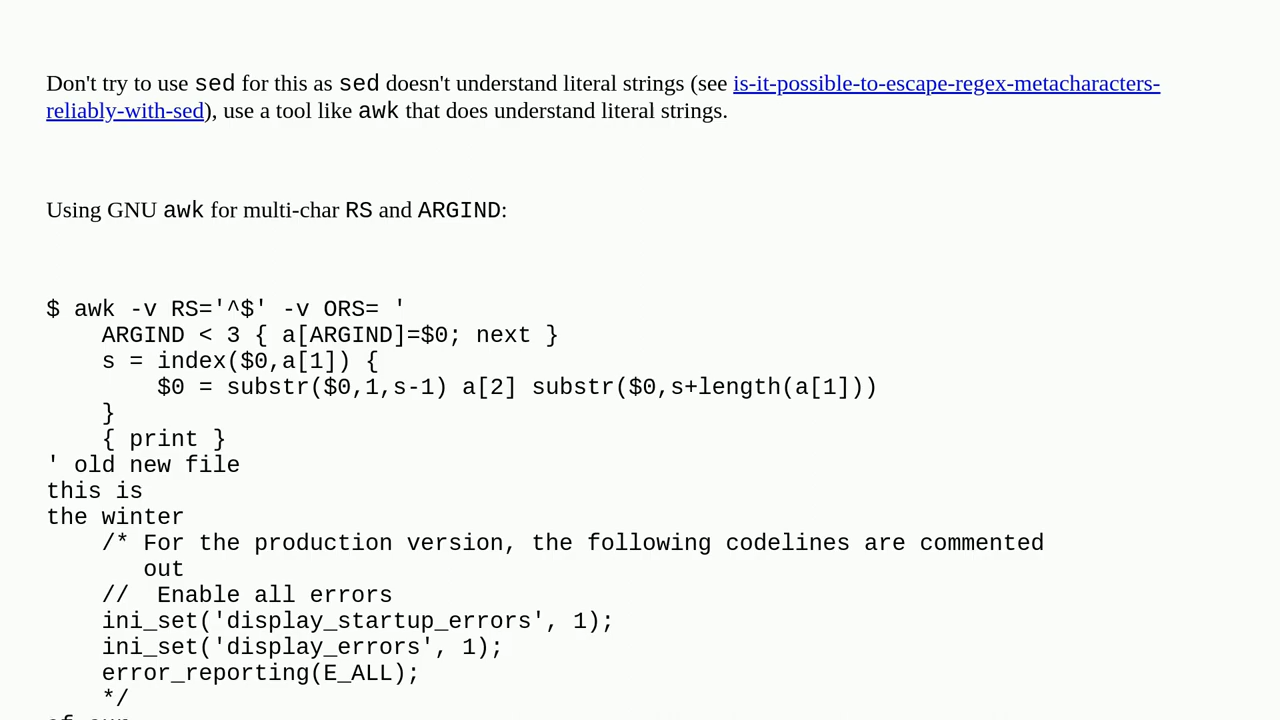 Don't try to use sed for this as sed doesn't understand literal strings (see is-it-possible-to-escape-regex-metacharacters-
reliably-with-sed), use a tool like awk that does understand literal strings.
Using GNU awk for multi-char RS and ARGIND:
$ awk -v RS='^$' -v ORS= '
    ARGIND < 3 { a[ARGIND]=$0; next }
    s = index($0,a[1]) {
        $0 = substr($0,1,s-1) a[2] substr($0,s+length(a[1]))
    }
    { print }
' old new file
this is
the winter
    /* For the production version, the following codelines are commented
       out
    //  Enable all errors
    ini_set('display_startup_errors', 1);
    ini_set('display_errors', 1);
    error_reporting(E_ALL);
    */